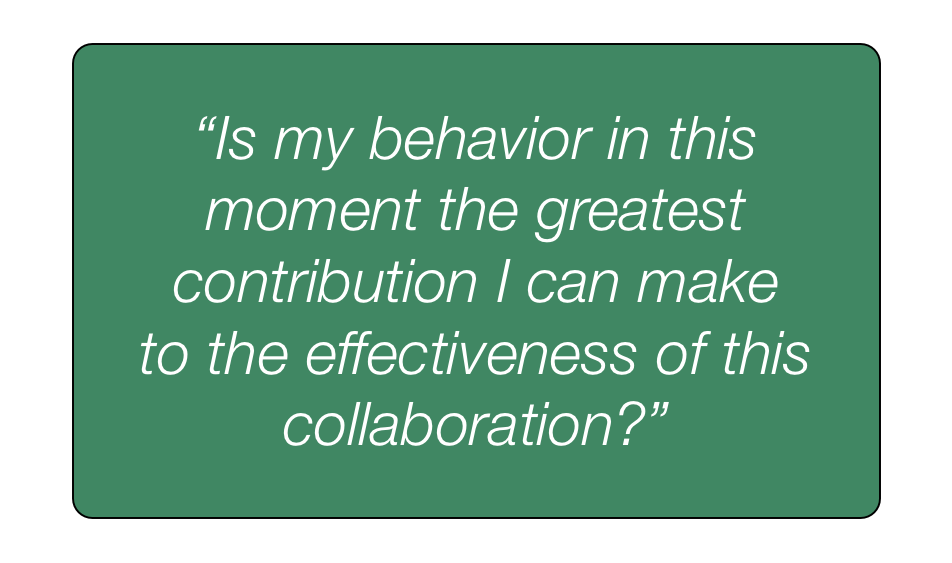 “Is my behavior in this
moment the greatest
contribution I can make
to the effectiveness of this
collaboration?”